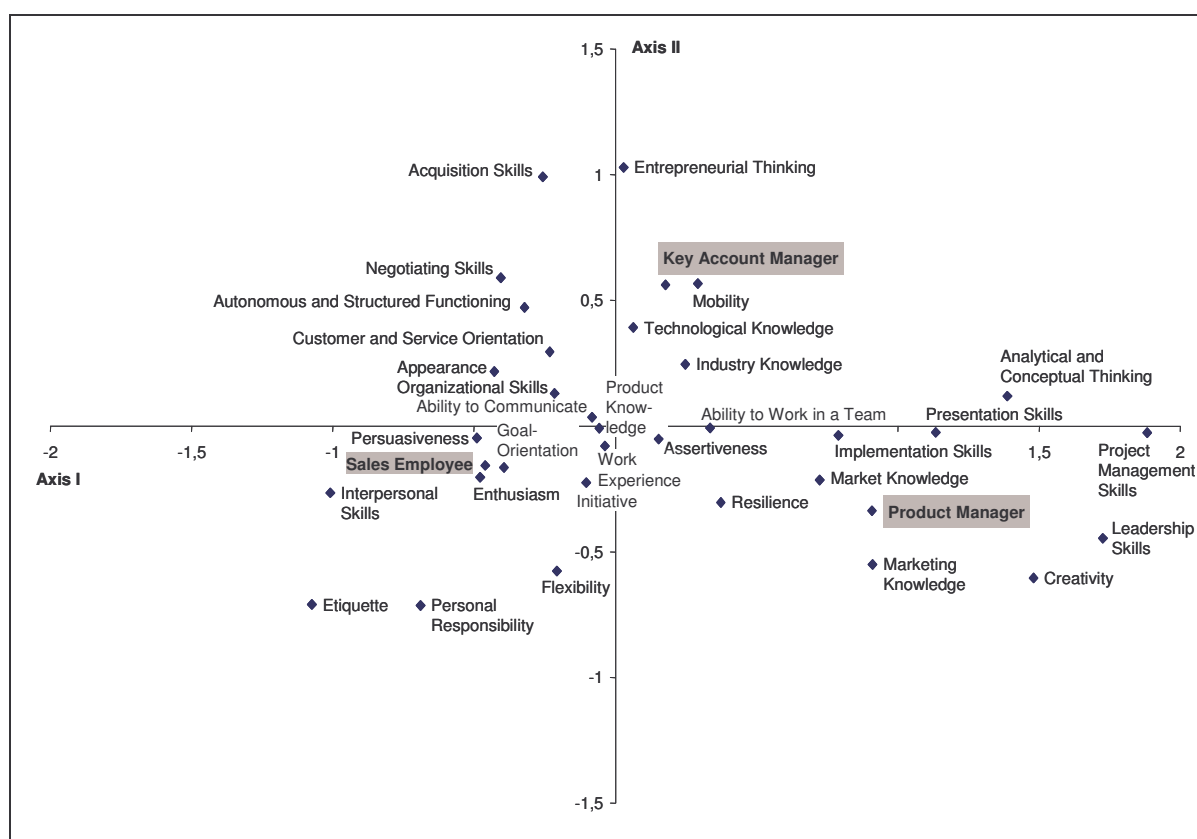 1,5
Axis II
Acquisition Skills
1
Entrepreneurial Thinking
Key Account Manager
Negotiating Skills
Autonomous and Structured Functioning
0,5
Mobility
Customer and Service Orientation
Technological Knowledge
Appearance
Industry Knowledge
Analytical and
Conceptual Thinking
Organizational Skills
Product
Know-
ledge
Ability to Communicate
Ability to Work in a Team
Presentation Skills
-2
-1,5
-1
1,5
2
Axis I
Persuasiveness
Goal-
Orientation
Assertiveness
Implementation Skills
Project
Management
Skills
Sales Employee
Work
Experience
Enthusiasm
Initiative
Market Knowledge
Interpersonal
Skills
Resilience
Product Manager
Leadership
Skills
-0,5
Flexibility
Marketing
Knowledge
Creativity
Etiquette
Personal
Responsibility
-1
-1,5